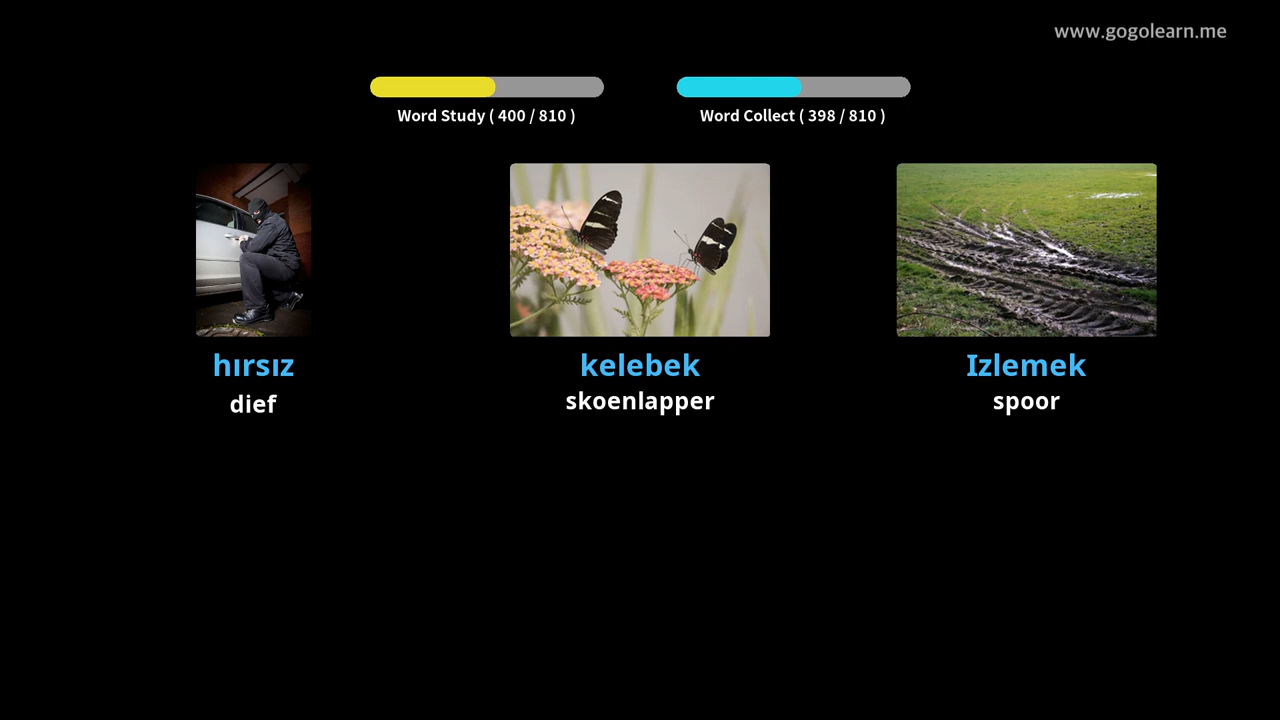 www.gogolearn.me
Word Study ( 400 / 810 )
Word Collect ( 398 / 810 )
hırsız
dief
kelebek
skoenlapper
Izlemek
spoor